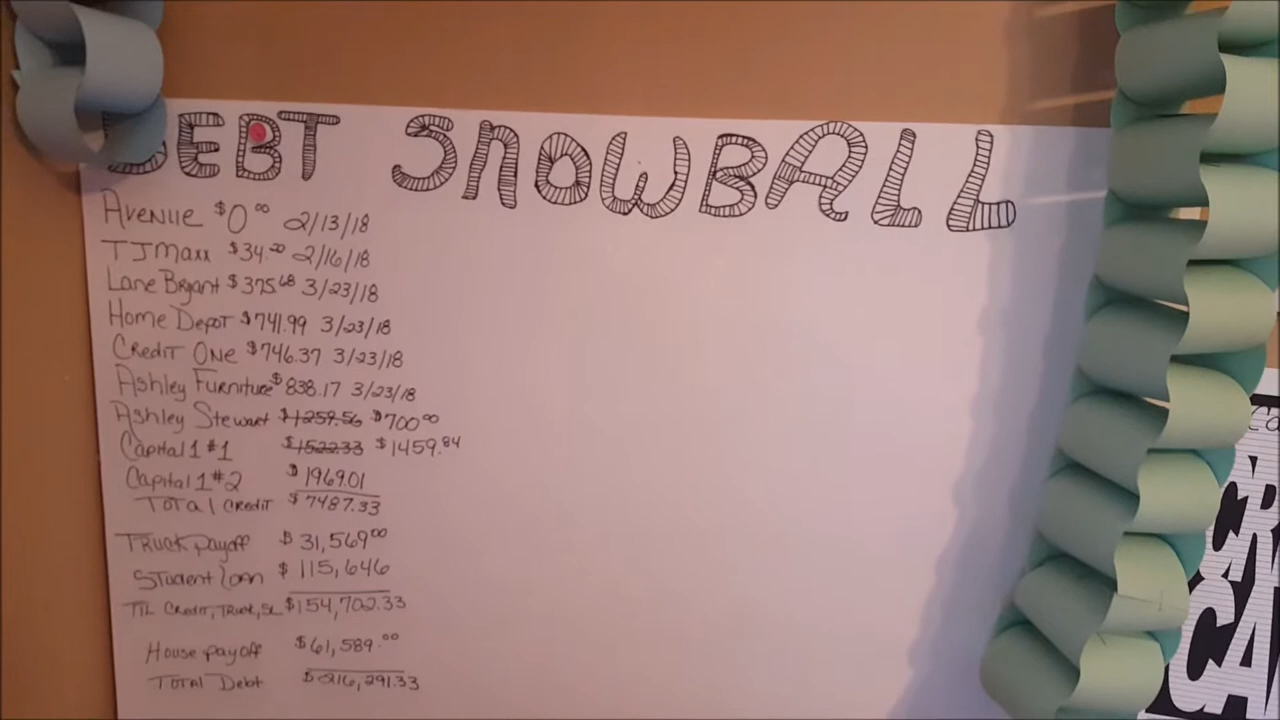 DEBT SNOWBALL
Avenue $0.00 2/13/18
TJ Maxx $34.20 2/16/18
Lane Bryant $375.68 3/23/18
Home Depot $741.99 3/23/18
Credit One $746.37 3/23/18
Ashley Furniture $838.17 3/23/18
Ashley Stewart $1259.56 $700.00
Capital 1 #1 $1522.33 $1459.84
Capital 1 #2 $1969.01
Total Credit $7487.33
Truck payoff $31,569.00
Student Loan $115,646
TTL Credit, Truck, SL $154,702.33
House payoff $61,589.00
Total Debt $216,291.33